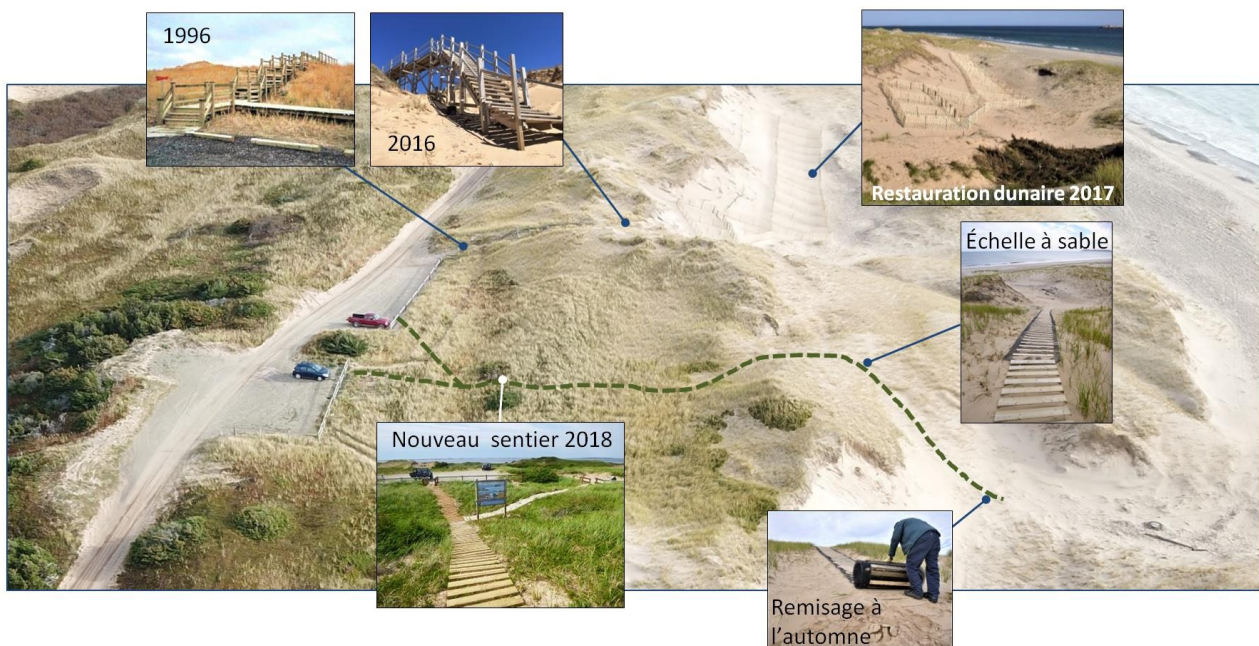 1996
2016
Restauration dunaire 2017
Échelle à sable
Nouveau sentier 2018
Remisage à
l'automne